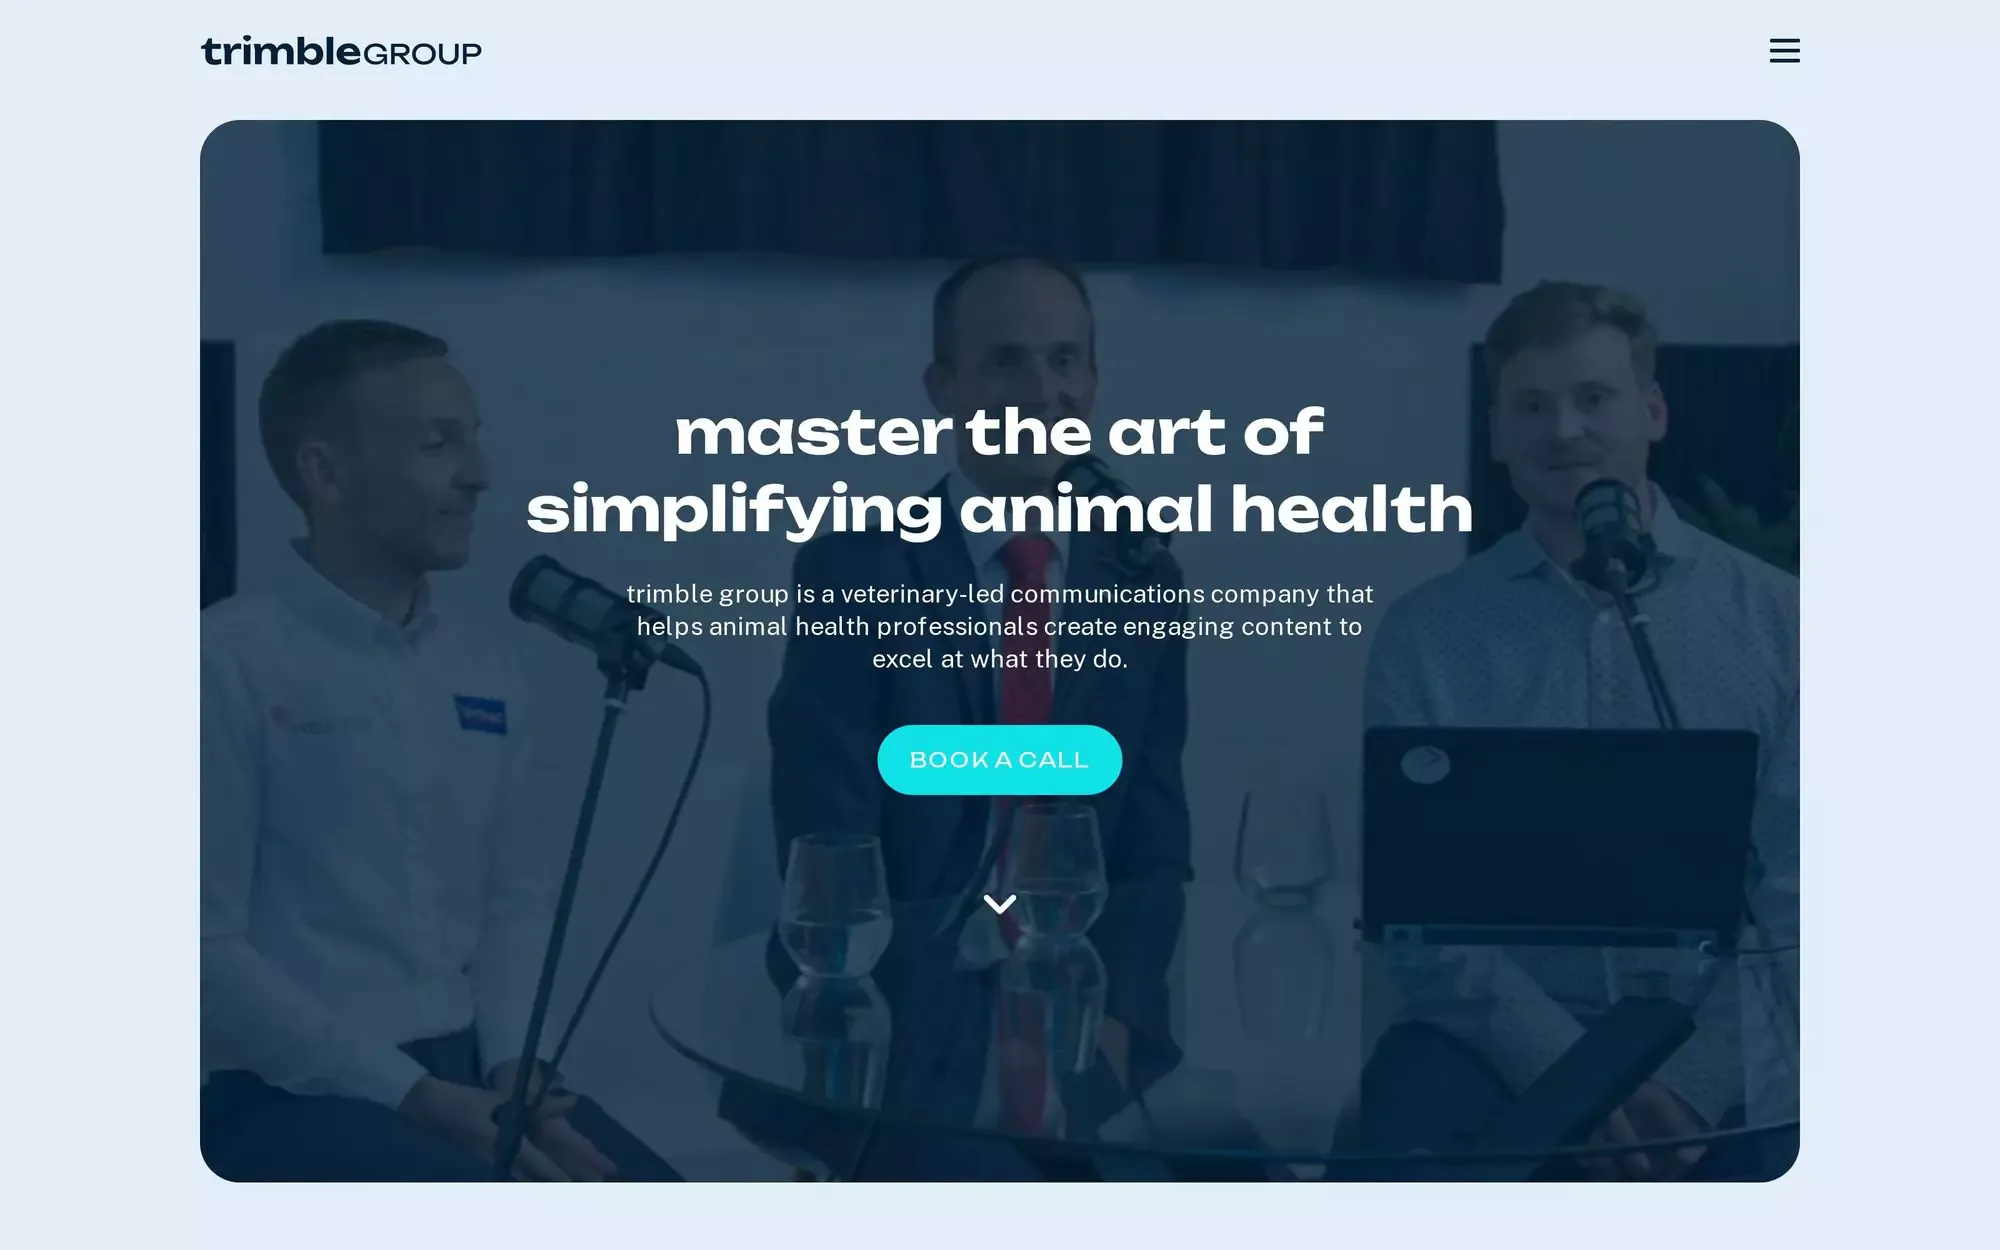 trimbleGROUP
master the art of
simplifying animal health
trimble group is a veterinary-led communications company that
helps animal health professionals create engaging content to
excel at what they do.
BOOK A CALL